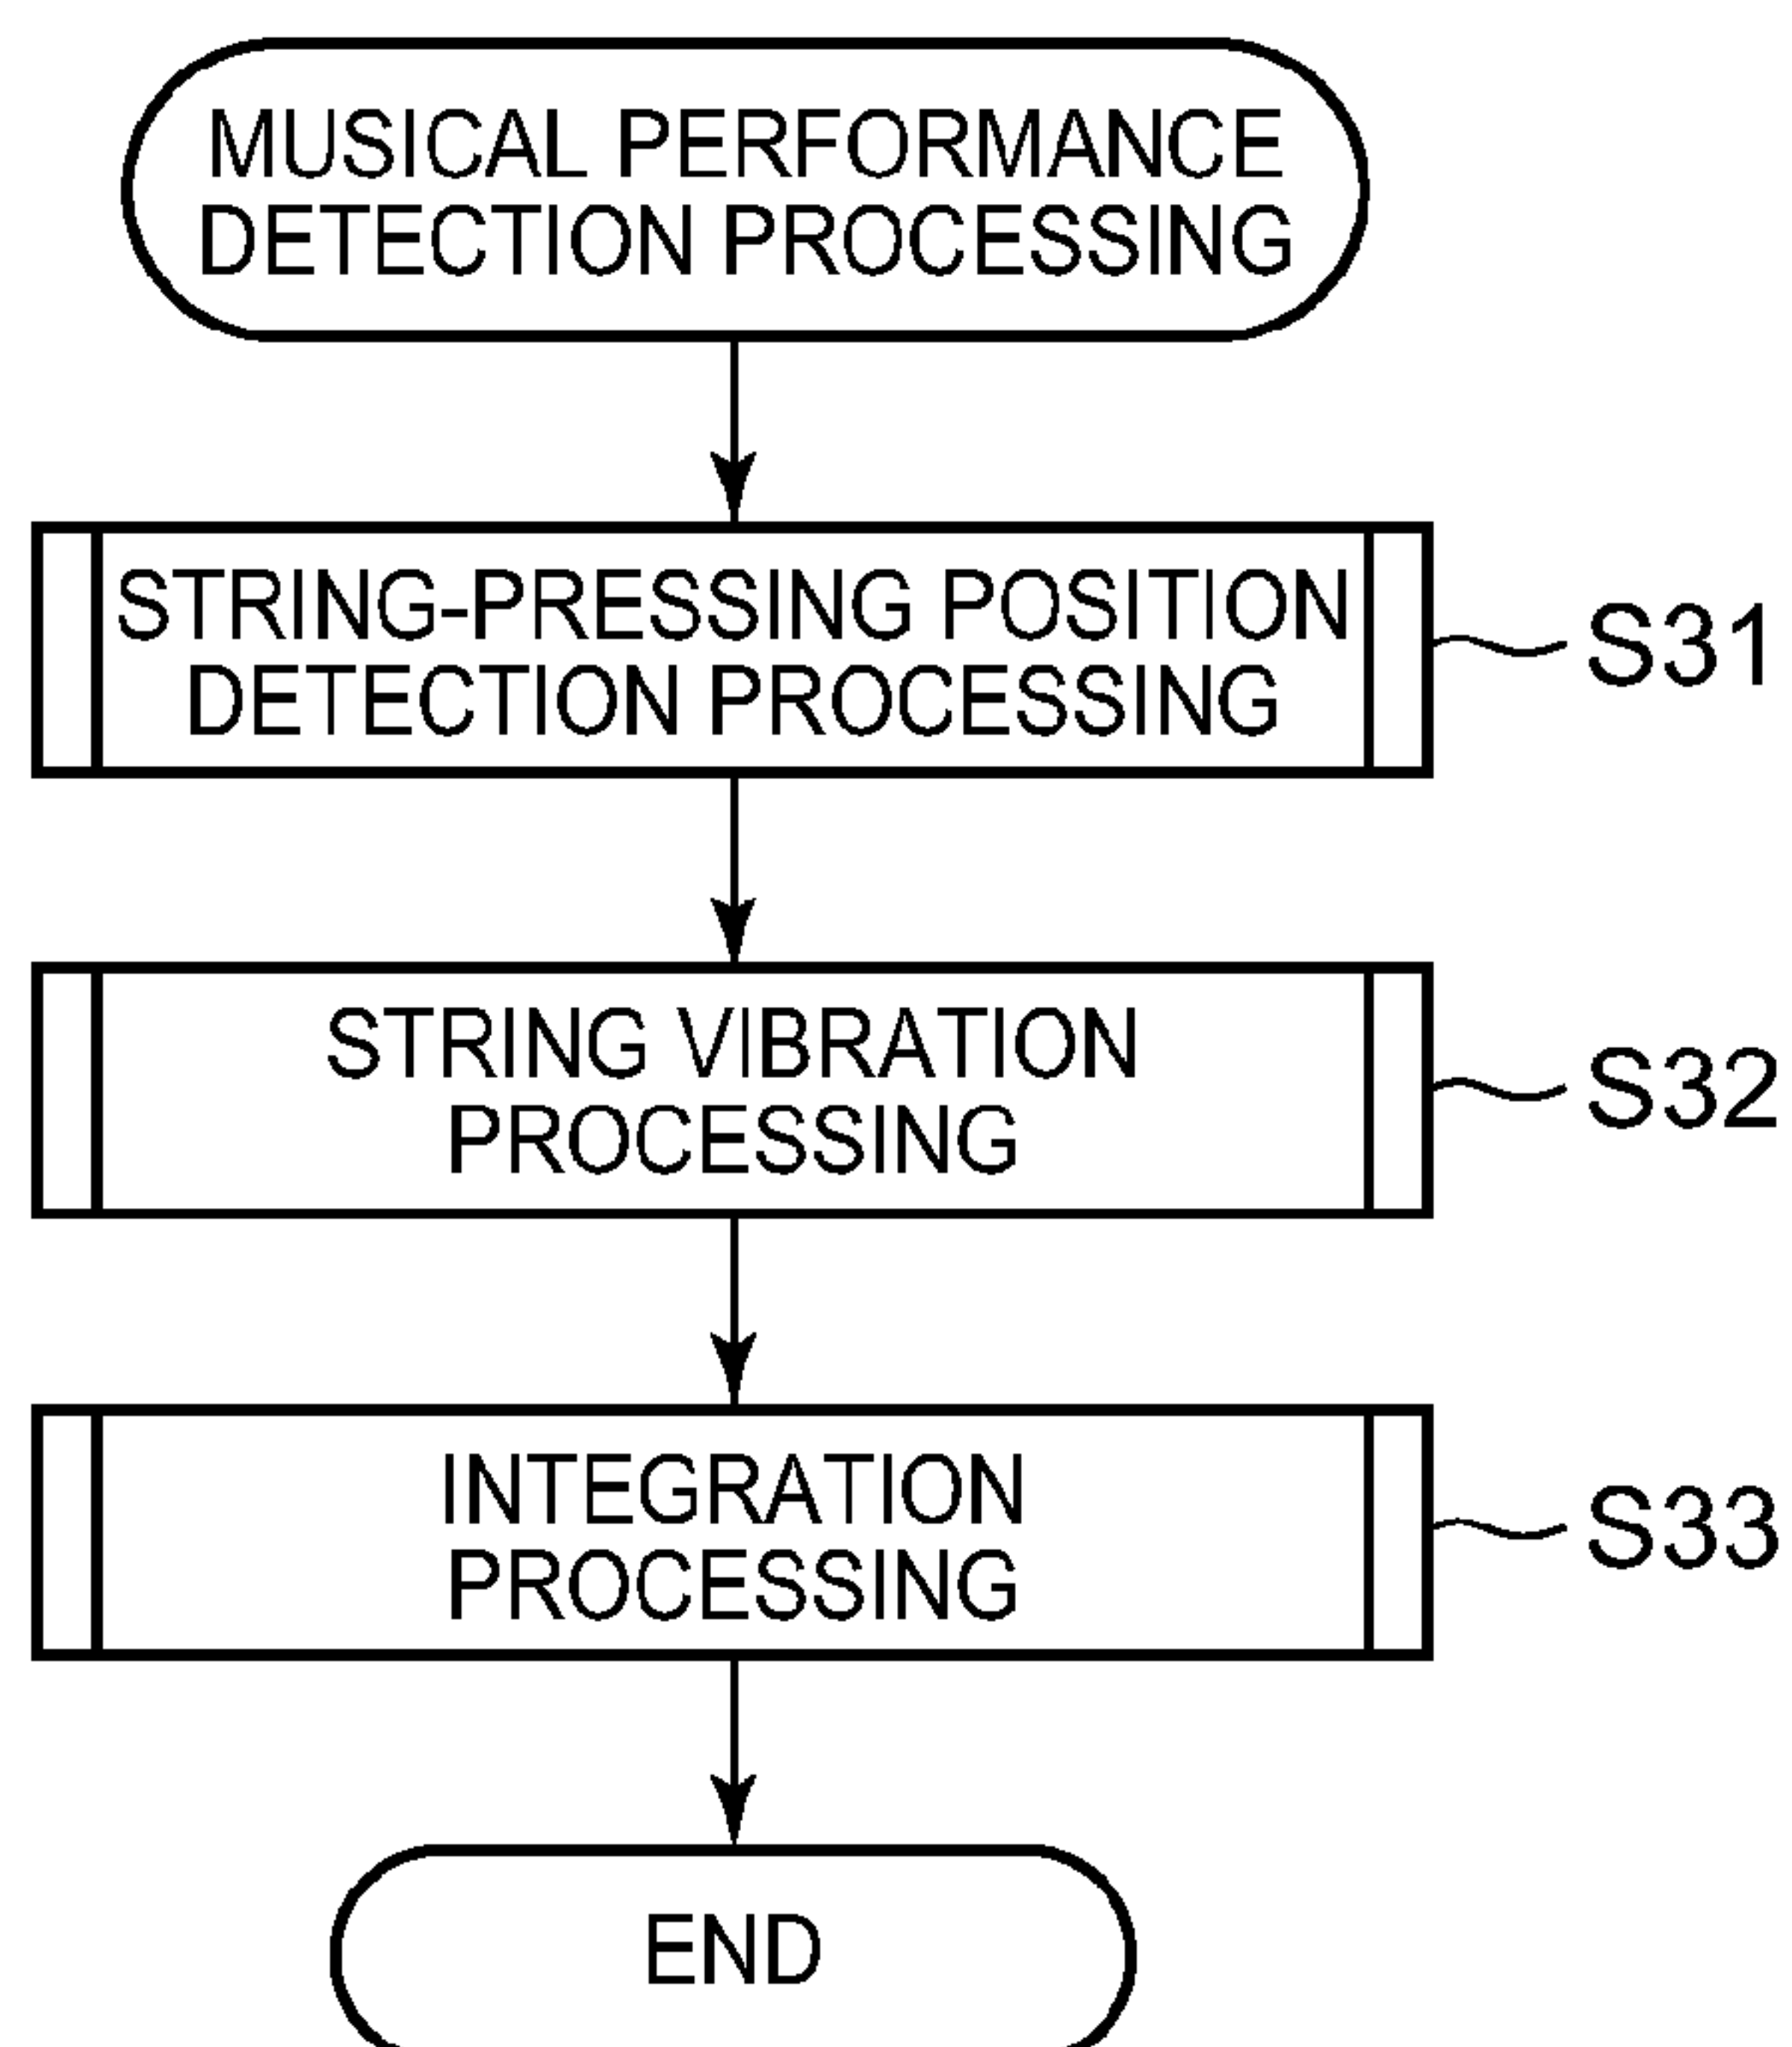 MUSICAL PERFORMANCE
DETECTION PROCESSING
STRING-PRESSING POSITION
DETECTION PROCESSING
S31
STRING VIBRATION
PROCESSING
S32
INTEGRATION
PROCESSING
S33
END